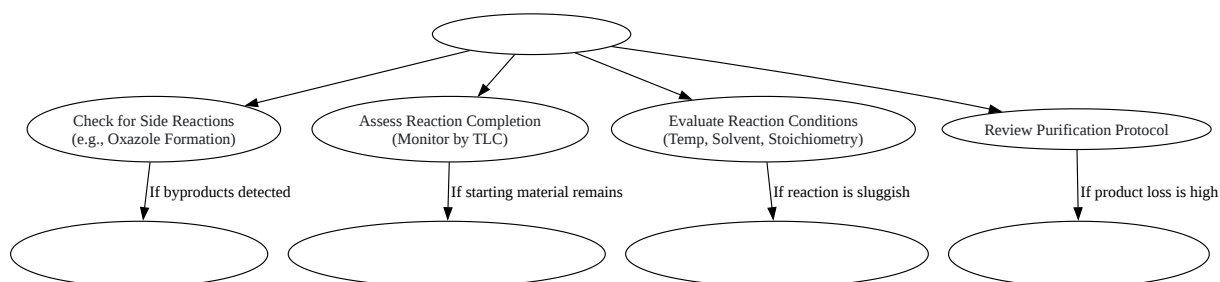 Check for Side Reactions
(e.g., Oxazole Formation)
Assess Reaction Completion
(Monitor by TLC)
Evaluate Reaction Conditions
(Temp, Solvent, Stoichiometry)
Review Purification Protocol
If byproducts detected
If starting material remains
If reaction is sluggish
If product loss is high